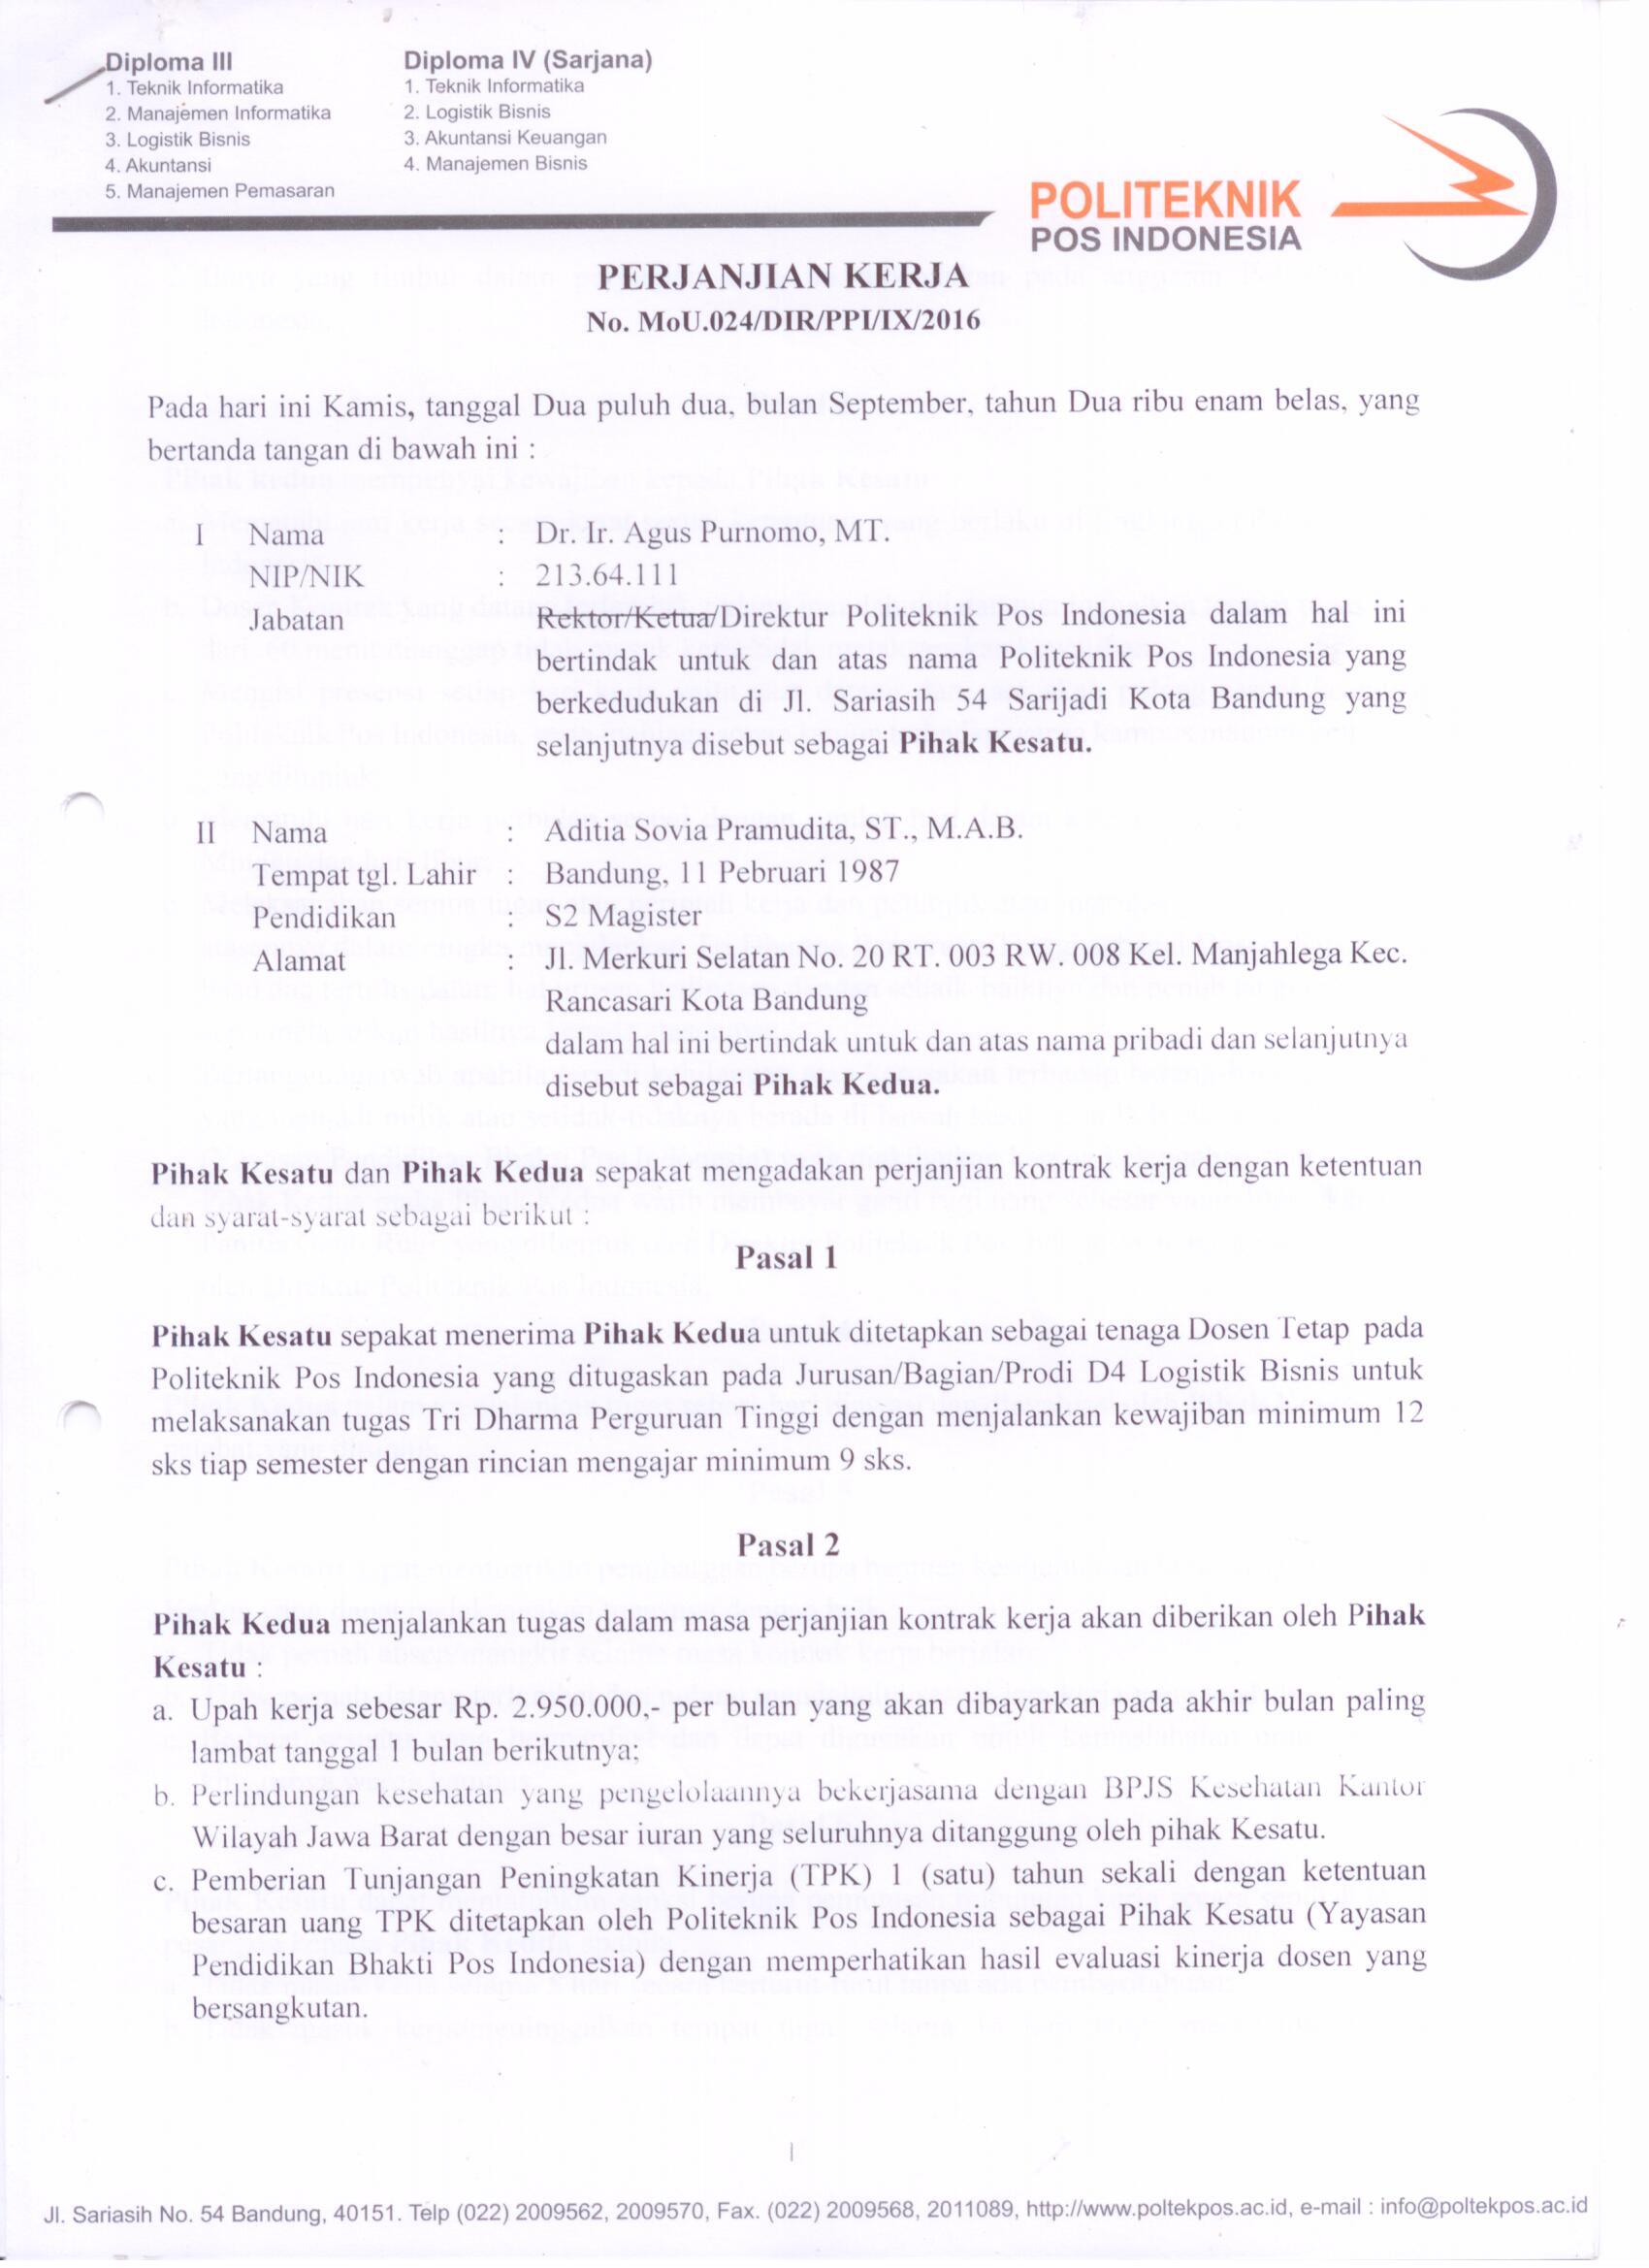 Diploma III
1. Teknik Informatika
2. Manajemen Informatika
3. Logistik Bisnis
4. Akuntansi
5. Manajemen Pemasaran
Diploma IV (Sarjana)
1. Teknik Informatika
2. Logistik Bisnis
3. Akuntansi Keuangan
4. Manajemen Bisnis
POLITEKNIK
POS INDONESIA
PERJANJIAN KERJA
No. MoU.024/DIR/PPI/IX/2016
Pada hari ini Kamis, tanggal Dua puluh dua, bulan September, tahun Dua ribu enam belas, yang
bertanda tangan di bawah ini :
I Nama : Dr. Ir. Agus Purnomo, MT.
NIP/NIK : 213.64.111
Jabatan Rektor/Ketua/Direktur Politeknik Pos Indonesia dalam hal ini
bertindak untuk dan atas nama Politeknik Pos Indonesia yang
berkedudukan di Jl. Sariasih 54 Sarijadi Kota Bandung yang
selanjutnya disebut sebagai Pihak Kesatu.
II Nama : Aditia Sovia Pramudita, ST., M.A.B.
Tempat tgl. Lahir : Bandung, 11 Pebruari 1987
Pendidikan : S2 Magister
Alamat : Jl. Merkuri Selatan No. 20 RT. 003 RW. 008 Kel. Manjahlega Kec.
Rancasari Kota Bandung
dalam hal ini bertindak untuk dan atas nama pribadi dan selanjutnya
disebut sebagai Pihak Kedua.
Pihak Kesatu dan Pihak Kedua sepakat mengadakan perjanjian kontrak kerja dengan ketentuan
dan syarat-syarat sebagai berikut :
Pasal 1
Pihak Kesatu sepakat menerima Pihak Kedua untuk ditetapkan sebagai tenaga Dosen Tetap pada
Politeknik Pos Indonesia yang ditugaskan pada Jurusan/Bagian/Prodi D4 Logistik Bisnis untuk
melaksanakan tugas Tri Dharma Perguruan Tinggi dengan menjalankan kewajiban minimum 12
sks tiap semester dengan rincian mengajar minimum 9 sks.
Pasal 2
Pihak Kedua menjalankan tugas dalam masa perjanjian kontrak kerja akan diberikan oleh Pihak
Kesatu :
a. Upah kerja sebesar Rp. 2.950.000,- per bulan yang akan dibayarkan pada akhir bulan paling
lambat tanggal 1 bulan berikutnya;
b. Perlindungan kesehatan yang pengelolaannya bekerjasama dengan BPJS Kesehatan Kantor
Wilayah Jawa Barat dengan besar iuran yang seluruhnya ditanggung oleh pihak Kesatu.
c. Pemberian Tunjangan Peningkatan Kinerja (TPK) 1 (satu) tahun sekali dengan ketentuan
besaran uang TPK ditetapkan oleh Politeknik Pos Indonesia sebagai Pihak Kesatu (Yayasan
Pendidikan Bhakti Pos Indonesia) dengan memperhatikan hasil evaluasi kinerja dosen yang
bersangkutan.
1
Jl. Sariasih No. 54 Bandung, 40151. Telp (022) 2009562, 2009570, Fax. (022) 2009568, 2011089, http://www.poltekpos.ac.id, e-mail : info@poltekpos.ac.id